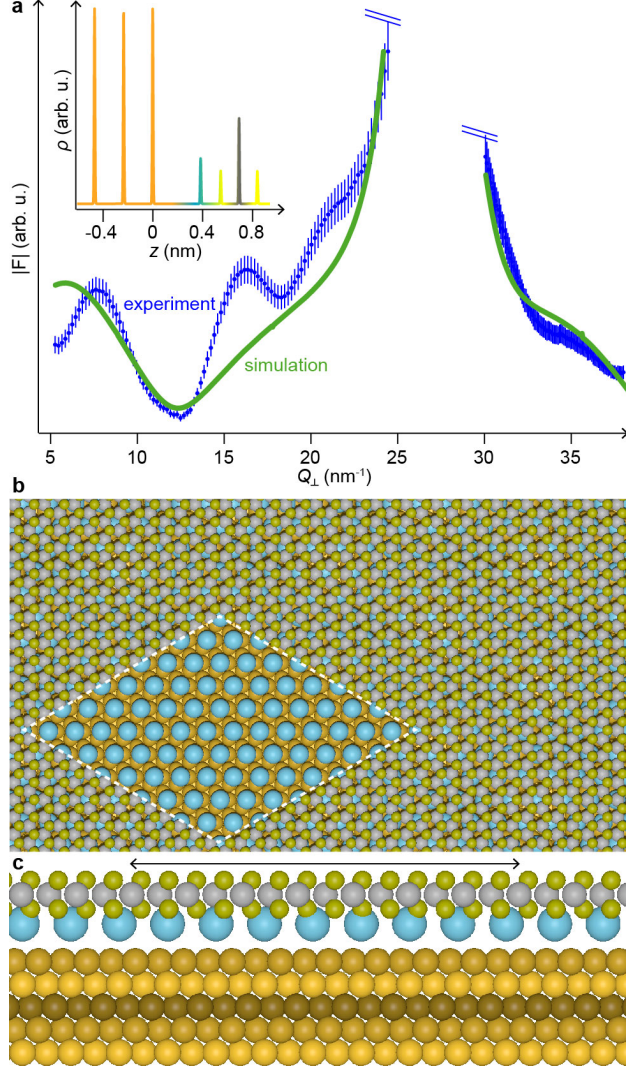 a
|F| (arb. u.)
ρ (arb. u.)
-0.4 0 0.4 0.8
z (nm)
experiment
simulation
5 10 15 20 25 30 35
Q⊥ (nm⁻¹)
b
c